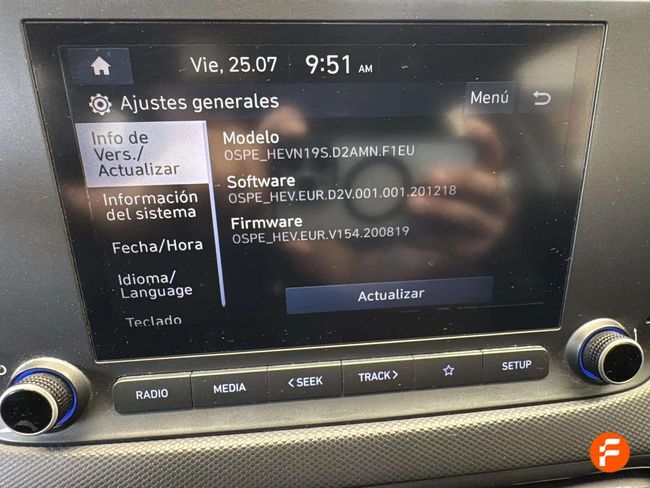 Vie, 25.07 9:51 AM
Ajustes generales
Menú
Info de
Vers./
Actualizar
Información
del sistema
Fecha/Hora
Idioma/
Language
Teclado
Modelo
OSPE_HEVN19S.D2AMN.F1EU
Software
OSPE_HEV.EUR.D2V.001.001.201218
Firmware
OSPE_HEV.EUR.V154.200819
Actualizar
RADIO
MEDIA
< SEEK
TRACK >
SETUP